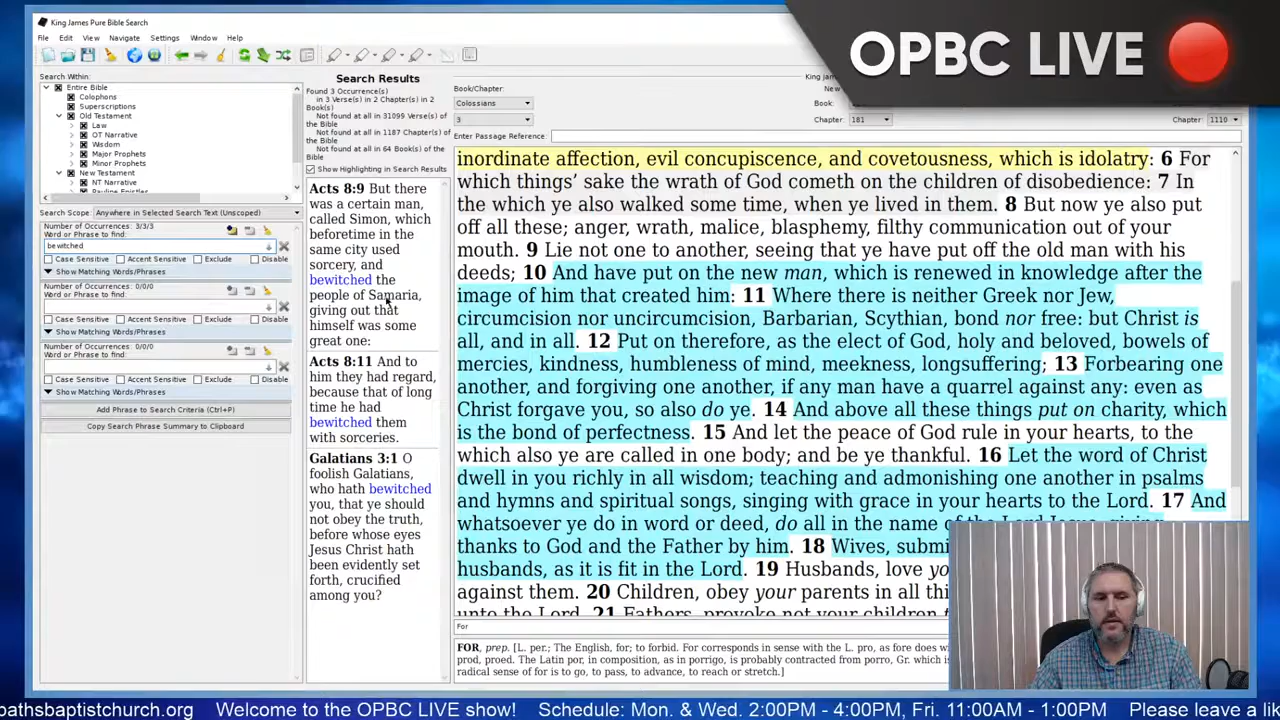 King James Pure Bible Search
OPBC LIVE
File Edit View Navigate Settings Window Help
Search Within:
Entire Bible
Colophons
Superscriptions
Old Testament
Law
OT Narrative
Wisdom
Major Prophets
Minor Prophets
New Testament
NT Narrative
Pauline Epistles
Search Scope: Anywhere in Selected Search Text (Unscoped)
Number of Occurrences: 3/3/3
Word or Phrase to find:
bewitched
Case Sensitive Accent Sensitive Exclude Disable
Show Matching Words/Phrases
Number of Occurrences: 0/0/0
Word or Phrase to find:
Case Sensitive Accent Sensitive Exclude Disable
Show Matching Words/Phrases
Number of Occurrences: 0/0/0
Word or Phrase to find:
Case Sensitive Accent Sensitive Exclude Disable
Show Matching Words/Phrases
Add Phrase to Search Criteria (Ctrl+P)
Copy Search Phrase Summary to Clipboard
Search Results
Found 3 Occurrence(s)
in 3 Verse(s) in 2 Chapter(s) in 2
Book(s)
Not found at all in 31099 Verse(s) of
the Bible
Not found at all in 1187 Chapter(s) of
the Bible
Not found at all in 64 Book(s) of the
Bible
Show Highlighting in Search Results
Acts 8:9 But there
was a certain man,
called Simon, which
beforetime in the
same city used
sorcery, and
bewitched the
people of Samaria,
giving out that
himself was some
great one:
Acts 8:11 And to
him they had regard,
because that of long
time he had
bewitched them
with sorceries.
Galatians 3:1 O
foolish Galatians,
who hath bewitched
you, that ye should
not obey the truth,
before whose eyes
Jesus Christ hath
been evidently set
forth, crucified
among you?
King Jam
Book/Chapter:
New
Colossians
Book:
3
Chapter: 181
Chapter: 1110
Enter Passage Reference:
inordinate affection, evil concupiscence, and covetousness, which is idolatry: 6 For
which things’ sake the wrath of God cometh on the children of disobedience: 7 In
the which ye also walked some time, when ye lived in them. 8 But now ye also put
off all these; anger, wrath, malice, blasphemy, filthy communication out of your
mouth. 9 Lie not one to another, seeing that ye have put off the old man with his
deeds; 10 And have put on the new man, which is renewed in knowledge after the
image of him that created him: 11 Where there is neither Greek nor Jew,
circumcision nor uncircumcision, Barbarian, Scythian, bond nor free: but Christ is
all, and in all. 12 Put on therefore, as the elect of God, holy and beloved, bowels of
mercies, kindness, humbleness of mind, meekness, longsuffering; 13 Forbearing one
another, and forgiving one another, if any man have a quarrel against any: even as
Christ forgave you, so also do ye. 14 And above all these things put on charity, which
is the bond of perfectness. 15 And let the peace of God rule in your hearts, to the
which also ye are called in one body; and be ye thankful. 16 Let the word of Christ
dwell in you richly in all wisdom; teaching and admonishing one another in psalms
and hymns and spiritual songs, singing with grace in your hearts to the Lord. 17 And
whatsoever ye do in word or deed, do all in the name of the Lord Jesus, giving
thanks to God and the Father by him. 18 Wives, submi
husbands, as it is fit in the Lord. 19 Husbands, love yo
against them. 20 Children, obey your parents in all thi
unto the Lord. 21 Fathers, provoke not your children
For
FOR, prep. [L. per.; The English, for; to forbid. For corresponds in sense with the L. pro, as fore does w
prod, proed. The Latin por, in composition, as in porrigo, is probably contracted from porro, Gr. which is
radical sense of for is to go, to pass, to advance, to reach or stretch.]
pathsbaptistchurch.org Welcome to the OPBC LIVE show! Schedule: Mon. & Wed. 2:00PM - 4:00PM, Fri. 11:00AM - 1:00PM Please leave a lik